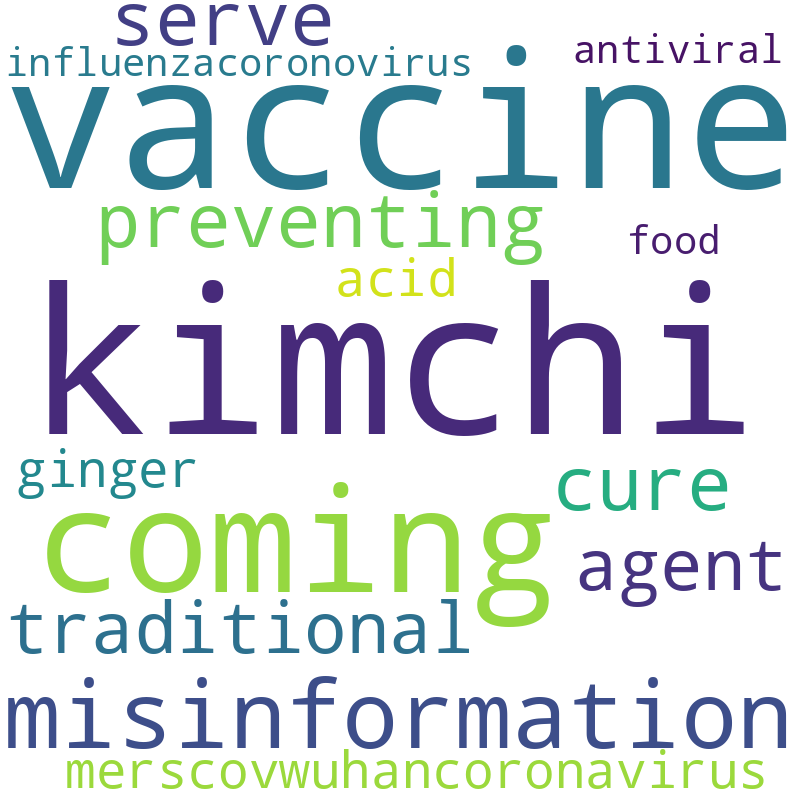 serve
antiviral
influenzacoronovirus
vaccine
preventing
food
acid
kimchi
ginger
cure
coming
agent
traditional
misinformation
merscovwuhancoronavirus